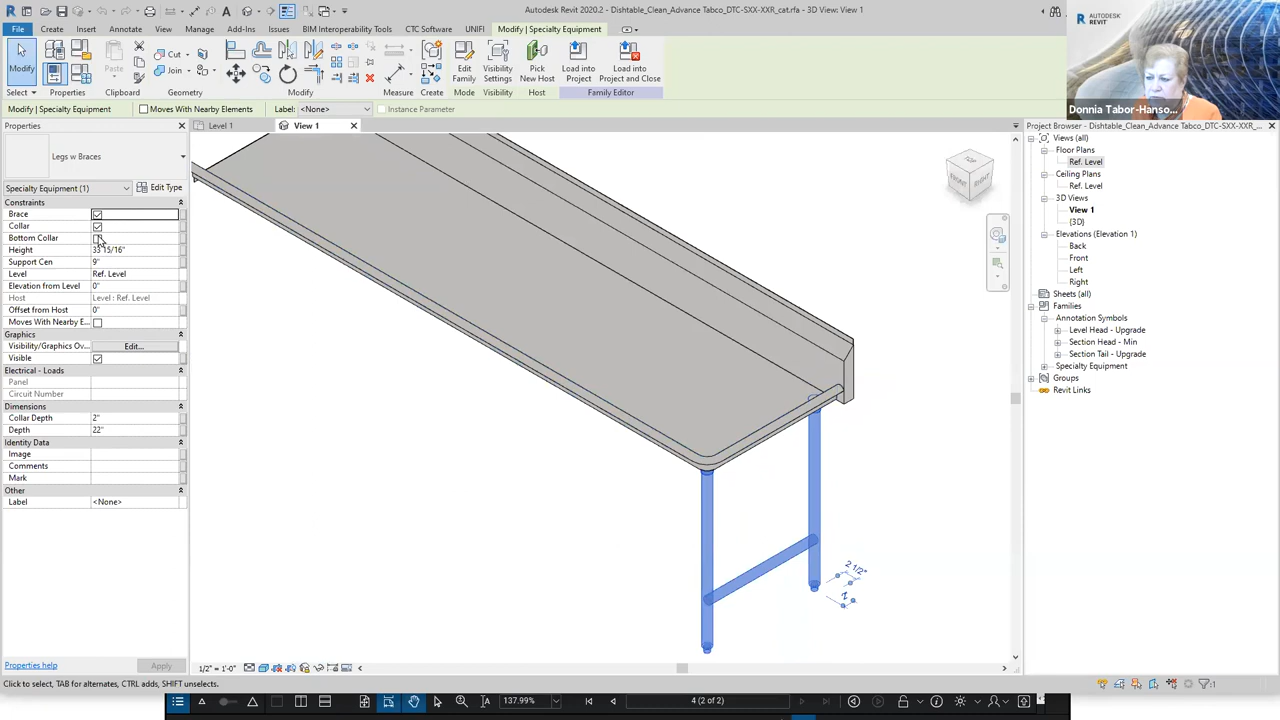 Autodesk Revit 2020.2 - Dishtable_Clean_Advance Tabco_DTC-SXX-XXR_cat.rfa - 3D View: View 1
AUTODESK
REVIT
Donnia Tabor-Hanso...
File Create Insert Annotate View Manage Add-Ins Issues BIM Interoperability Tools CTC Software UNIFI Modify | Specialty Equipment
Modify Paste Cut Join Edit Family Visibility Settings Pick New Host Load into Project Load into Project and Close
Select Properties Clipboard Geometry Modify Measure Create Mode Visibility Host Family Editor
Modify | Specialty Equipment Moves With Nearby Elements Label: <None> Instance Parameter
Properties
Level 1
View 1
Legs w Braces
Specialty Equipment (1) Edit Type
Constraints
Brace
Collar
Bottom Collar
Height 33 15/16"
Support Cen 9"
Level Ref. Level
Elevation from Level 0"
Host Level : Ref. Level
Offset from Host 0"
Moves With Nearby E...
Graphics
Visibility/Graphics Ov... Edit...
Visible
Electrical - Loads
Panel
Circuit Number
Dimensions
Collar Depth 2"
Depth 22"
Identity Data
Image
Comments
Mark
Other
Label <None>
Properties help Apply
TOP
FRONT RIGHT
2 1/2"
Project Browser - Dishtable_Clean_Advance Tabco_DTC-SXX-XXR_...
Views (all)
Floor Plans
Ref. Level
Ceiling Plans
Ref. Level
3D Views
View 1
{3D}
Elevations (Elevation 1)
Back
Front
Left
Right
Sheets (all)
Families
Annotation Symbols
Level Head - Upgrade
Section Head - Min
Section Tail - Upgrade
Specialty Equipment
Groups
Revit Links
1/2" = 1'-0"
Click to select, TAB for alternates, CTRL adds, SHIFT unselects.
:1
137.99%
4 (2 of 2)